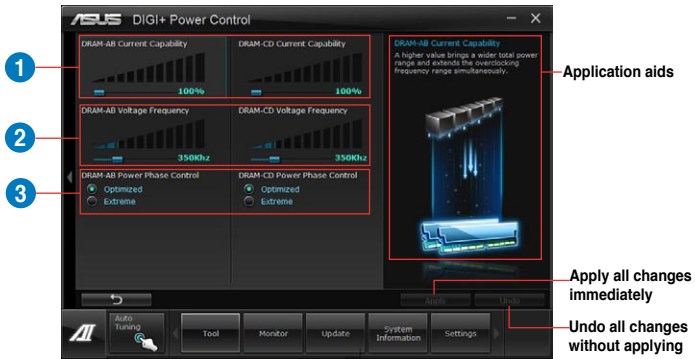 ASUS DIGI+ Power Control
DRAM-AB Current Capability
100%
DRAM-CD Current Capability
100%
DRAM-AB Voltage Frequency
350Khz
DRAM-CD Voltage Frequency
350Khz
DRAM-AB Power Phase Control
Optimized
Extreme
DRAM-CD Power Phase Control
Optimized
Extreme
1
2
3
DRAM-AB Current Capability
A higher value brings a wider total power
range and extends the overclocking
frequency range simultaneously.
Application aids
Apply
Undo
Apply all changes
immediately
Undo all changes
without applying
AI
Auto
Tuning
Tool
Monitor
Update
System
Information
Settings